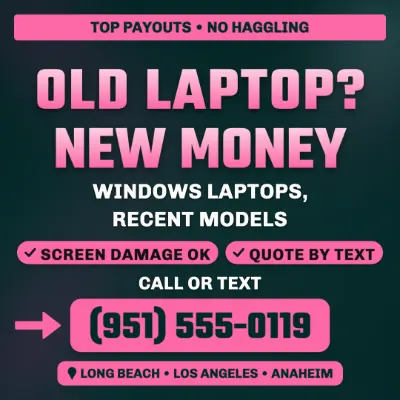 TOP PAYOUTS • NO HAGGLING
OLD LAPTOP?
NEW MONEY
WINDOWS LAPTOPS,
RECENT MODELS
✓ SCREEN DAMAGE OK ✓ QUOTE BY TEXT
CALL OR TEXT
(951) 555-0119
LONG BEACH • LOS ANGELES • ANAHEIM